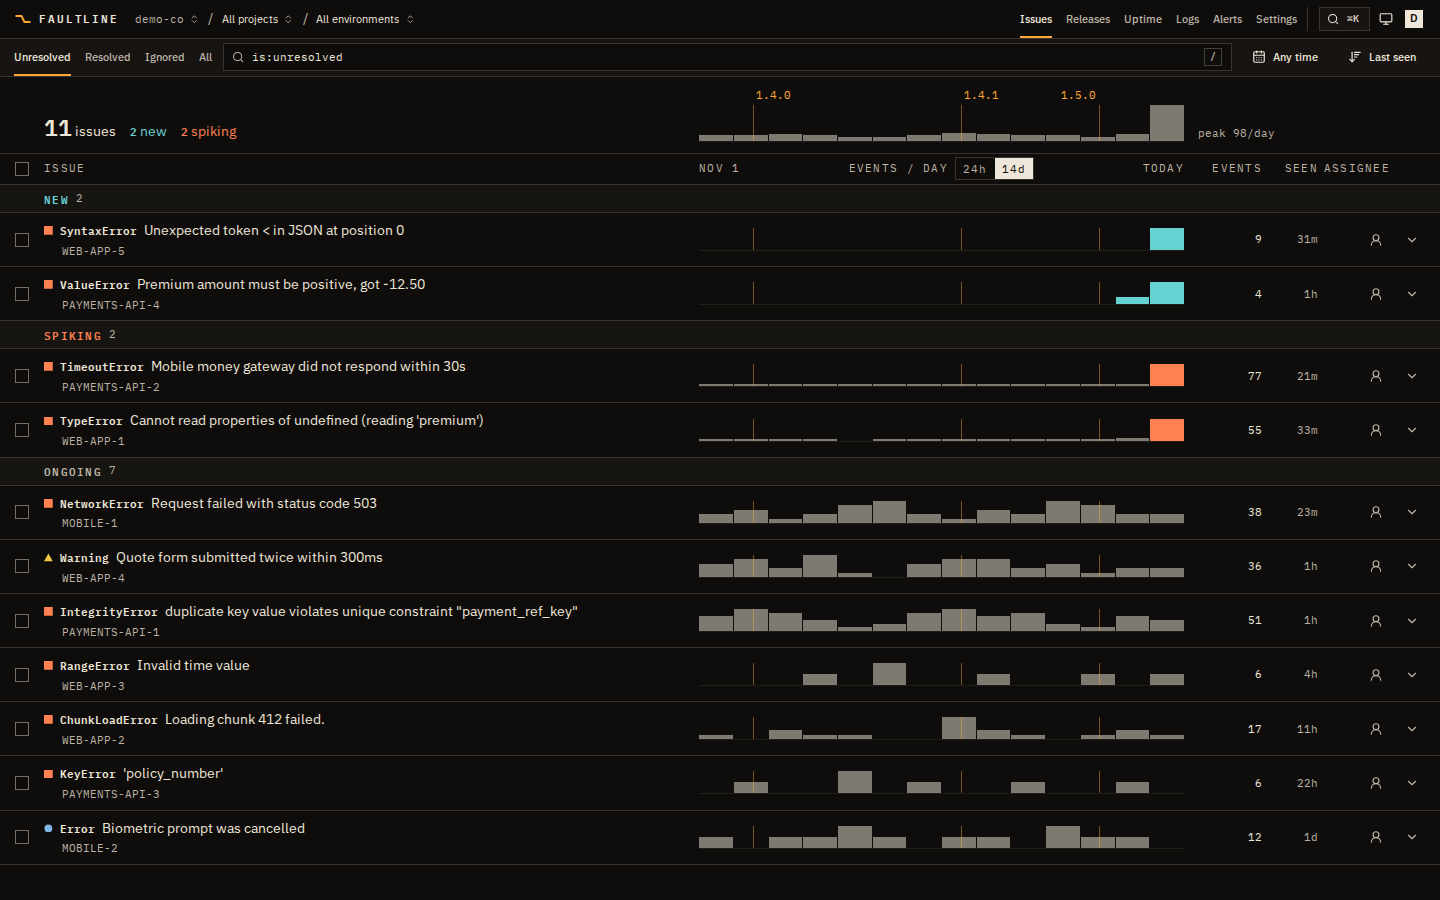 FAULTLINE demo-co / All projects / All environments Issues Releases Uptime Logs Alerts Settings ⌘K D
Unresolved Resolved Ignored All is:unresolved / Any time Last seen
1.4.0 1.4.1 1.5.0
11 issues 2 new 2 spiking peak 98/day
ISSUE NOV 1 EVENTS / DAY 24h 14d TODAY EVENTS SEEN ASSIGNEE
NEW 2
SyntaxError Unexpected token < in JSON at position 0 9 31m
WEB-APP-5
ValueError Premium amount must be positive, got -12.50 4 1h
PAYMENTS-API-4
SPIKING 2
TimeoutError Mobile money gateway did not respond within 30s 77 21m
PAYMENTS-API-2
TypeError Cannot read properties of undefined (reading 'premium') 55 33m
WEB-APP-1
ONGOING 7
NetworkError Request failed with status code 503 38 23m
MOBILE-1
Warning Quote form submitted twice within 300ms 36 1h
WEB-APP-4
IntegrityError duplicate key value violates unique constraint "payment_ref_key" 51 1h
PAYMENTS-API-1
RangeError Invalid time value 6 4h
WEB-APP-3
ChunkLoadError Loading chunk 412 failed. 17 11h
WEB-APP-2
KeyError 'policy_number' 6 22h
PAYMENTS-API-3
Error Biometric prompt was cancelled 12 1d
MOBILE-2